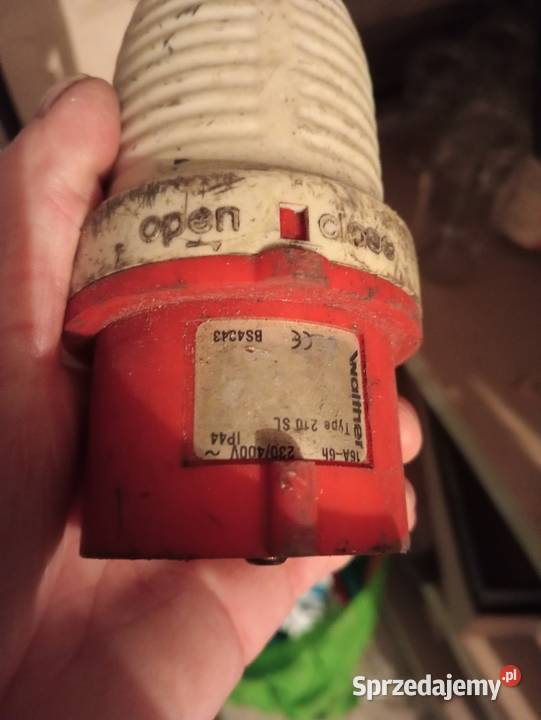 open close
walther
Type 210 SL
16A-6h
230/400V ~
IP44
CE
BS4343
Sprzedajemy.pl